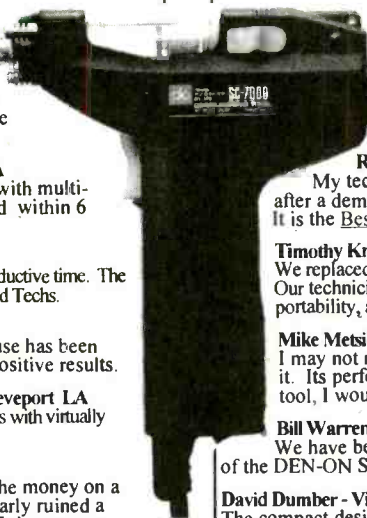 SC-7000
e
A
with multi-
d within 6
ductive time. The
d Techs.
use has been
ositive results.
eveport LA
s with virtually
he money on a
arly ruined a
R
My tec
after a dem
It is the Bes
Timothy Kr
We replaced
Our technici
portability, a
Mike Metsi
I may not r
it. Its perfo
tool, I wou
Bill Warren
We have be
of the DEN-ON S
David Dumber - Vi
The compact desi